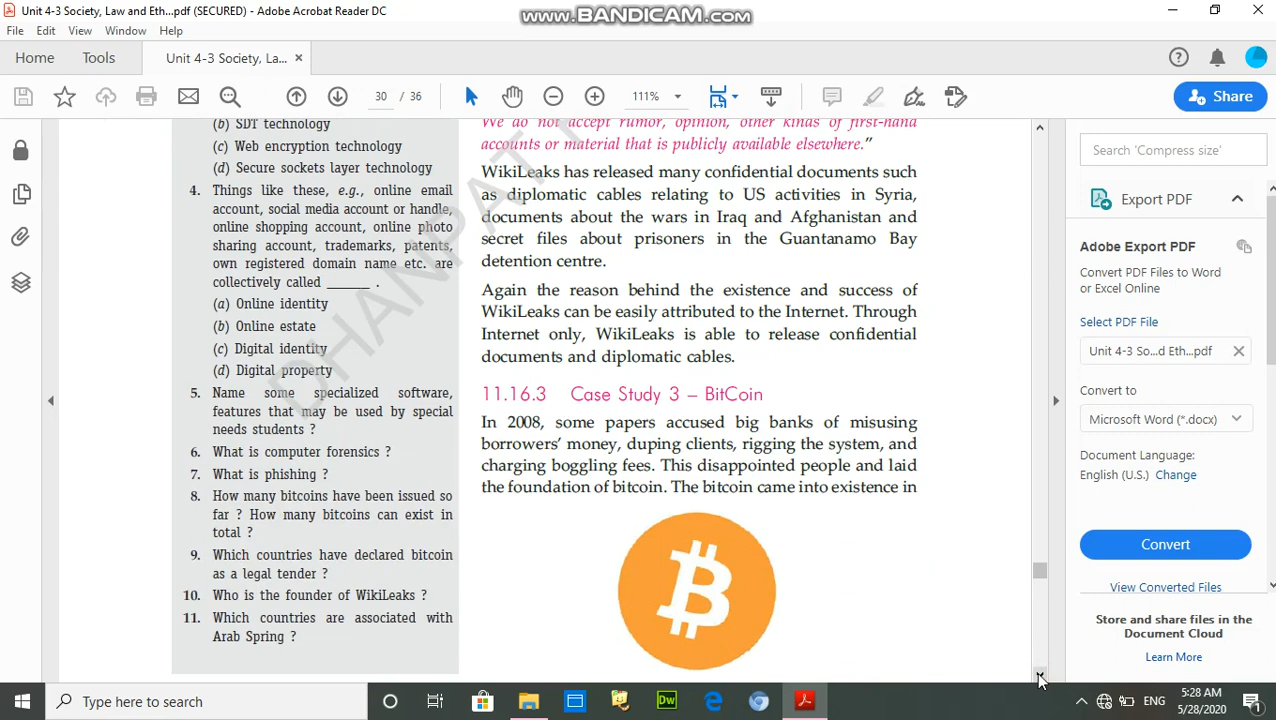 Unit 4-3 Society, Law and Eth...pdf (SECURED) - Adobe Acrobat Reader DC
www.BANDICAM.com
File Edit View Window Help
Home Tools Unit 4-3 Society, La... ×
30 / 36 111% Share
(b) SDT technology
(c) Web encryption technology
(d) Secure sockets layer technology
4. Things like these, e.g., online email
account, social media account or handle,
online shopping account, online photo
sharing account, trademarks, patents,
own registered domain name etc. are
collectively called ______ .
(a) Online identity
(b) Online estate
(c) Digital identity
(d) Digital property
5. Name some specialized software,
features that may be used by special
needs students ?
6. What is computer forensics ?
7. What is phishing ?
8. How many bitcoins have been issued so
far ? How many bitcoins can exist in
total ?
9. Which countries have declared bitcoin
as a legal tender ?
10. Who is the founder of WikiLeaks ?
11. Which countries are associated with
Arab Spring ?
We do not accept rumor, opinion, other kinds of first-hand
accounts or material that is publicly available elsewhere.”
WikiLeaks has released many confidential documents such
as diplomatic cables relating to US activities in Syria,
documents about the wars in Iraq and Afghanistan and
secret files about prisoners in the Guantanamo Bay
detention centre.
Again the reason behind the existence and success of
WikiLeaks can be easily attributed to the Internet. Through
Internet only, WikiLeaks is able to release confidential
documents and diplomatic cables.
11.16.3 Case Study 3 – BitCoin
In 2008, some papers accused big banks of misusing
borrowers’ money, duping clients, rigging the system, and
charging boggling fees. This disappointed people and laid
the foundation of bitcoin. The bitcoin came into existence in
DHANPAT
Search 'Compress size'
Export PDF
Adobe Export PDF
Convert PDF Files to Word
or Excel Online
Select PDF File
Unit 4-3 So...d Eth...pdf
Convert to
Microsoft Word (*.docx)
Document Language:
English (U.S.) Change
Convert
View Converted Files
Store and share files in the
Document Cloud
Learn More
Type here to search
Dw
ENG
5:28 AM
5/28/2020
1